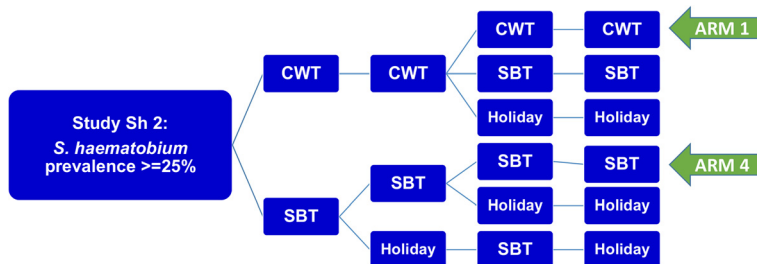 CWT CWT ARM 1
CWT CWT
SBT SBT
Study Sh 2:
S. haematobium
prevalence >=25%
Holiday Holiday
SBT SBT ARM 4
SBT
SBT Holiday Holiday
Holiday SBT Holiday